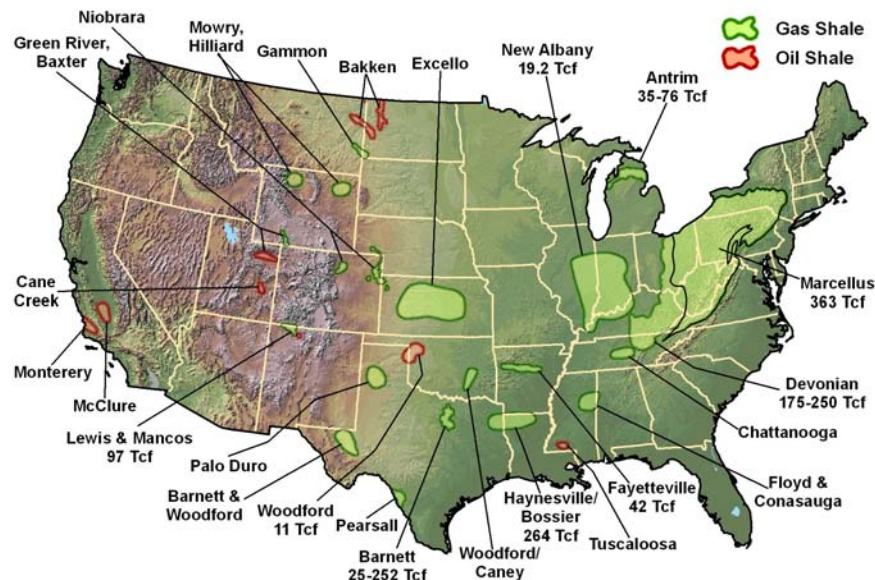 Niobrara
Green River,
Baxter
Mowry,
Hilliard
Gammon
Bakken
Excello
New Albany
19.2 Tcf
Gas Shale
Oil Shale
Antrim
35-76 Tcf
Cane
Creek
Marcellus
363 Tcf
Monterery
McClure
Devonian
175-250 Tcf
Lewis & Mancos
97 Tcf
Chattanooga
Palo Duro
Barnett &
Woodford
Woodford
11 Tcf
Pearsall
Barnett
25-252 Tcf
Woodford/
Caney
Haynesville/
Bossier
264 Tcf
Fayetteville
42 Tcf
Tuscaloosa
Floyd &
Conasauga